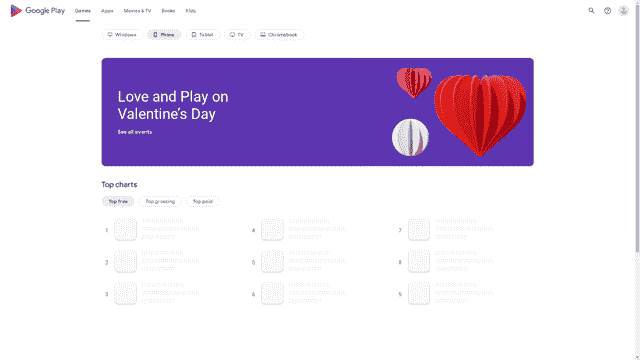 Google Play Games Apps Movies & TV Books Kids
Windows Phone Tablet TV Chromebook
Love and Play on
Valentine's Day
See all events
Top charts
Top free Top grossing Top paid
1 4 7
2 5 8
3 6 9